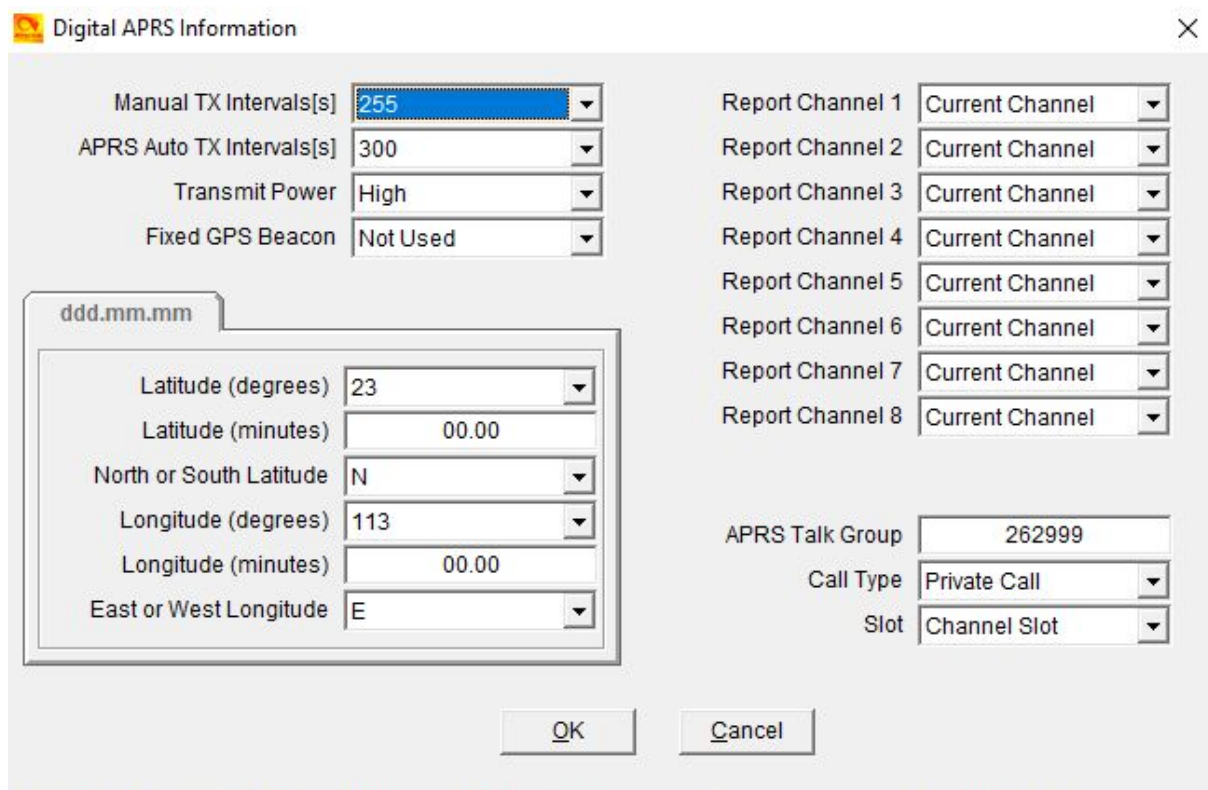 Digital APRS Information
Manual TX Intervals[s] 255
APRS Auto TX Intervals[s] 300
Transmit Power High
Fixed GPS Beacon Not Used
ddd.mm.mm
Latitude (degrees) 23
Latitude (minutes) 00.00
North or South Latitude N
Longitude (degrees) 113
Longitude (minutes) 00.00
East or West Longitude E
Report Channel 1 Current Channel
Report Channel 2 Current Channel
Report Channel 3 Current Channel
Report Channel 4 Current Channel
Report Channel 5 Current Channel
Report Channel 6 Current Channel
Report Channel 7 Current Channel
Report Channel 8 Current Channel
APRS Talk Group 262999
Call Type Private Call
Slot Channel Slot
OK Cancel